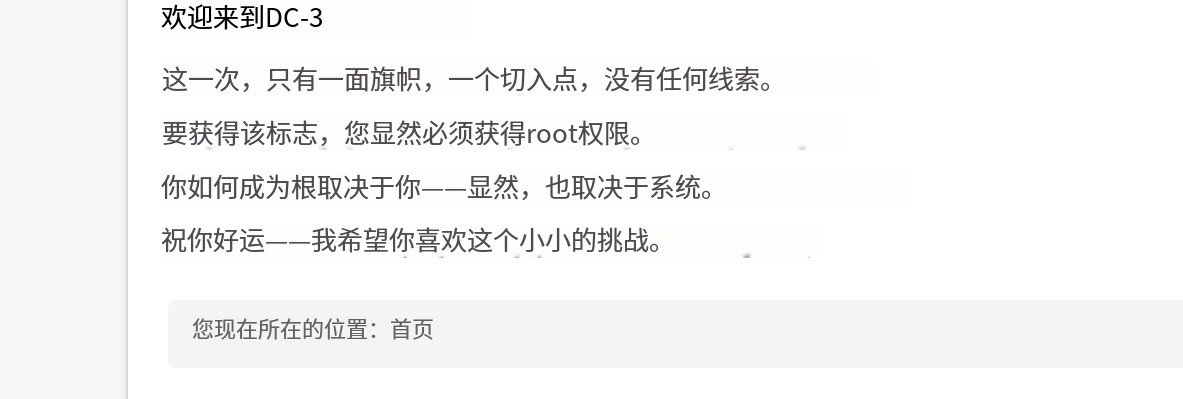 欢迎来到DC-3
这一次，只有一面旗帜，一个切入点，没有任何线索。
要获得该标志，您显然必须获得root权限。
你如何成为根取决于你——显然，也取决于系统。
祝你好运——我希望你喜欢这个小小的挑战。
您现在所在的位置：首页